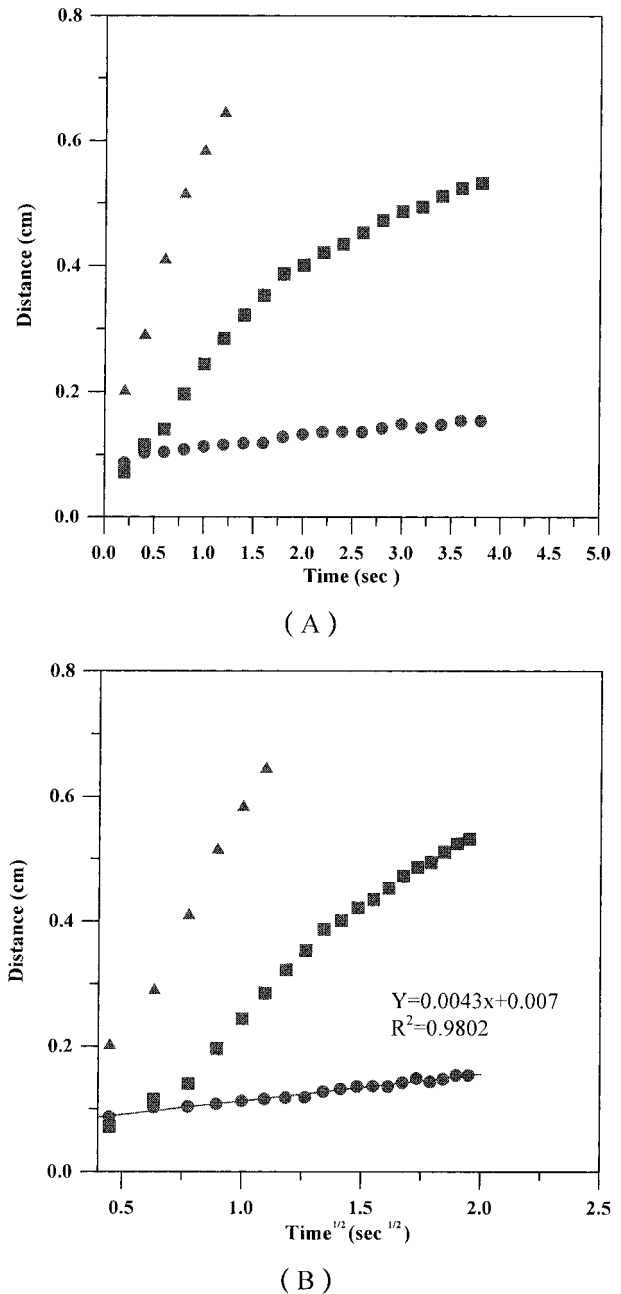 0.8
0.6
0.4
0.2
0.0
Distance (cm)
0.0 0.5 1.0 1.5 2.0 2.5 3.0 3.5 4.0 4.5 5.0
Time (sec )
( A )
0.8
0.6
0.4
0.2
0.0
Distance (cm)
Y=0.0043x+0.007
R²=0.9802
0.5 1.0 1.5 2.0 2.5
Time^1/2 (sec ^1/2)
( B )